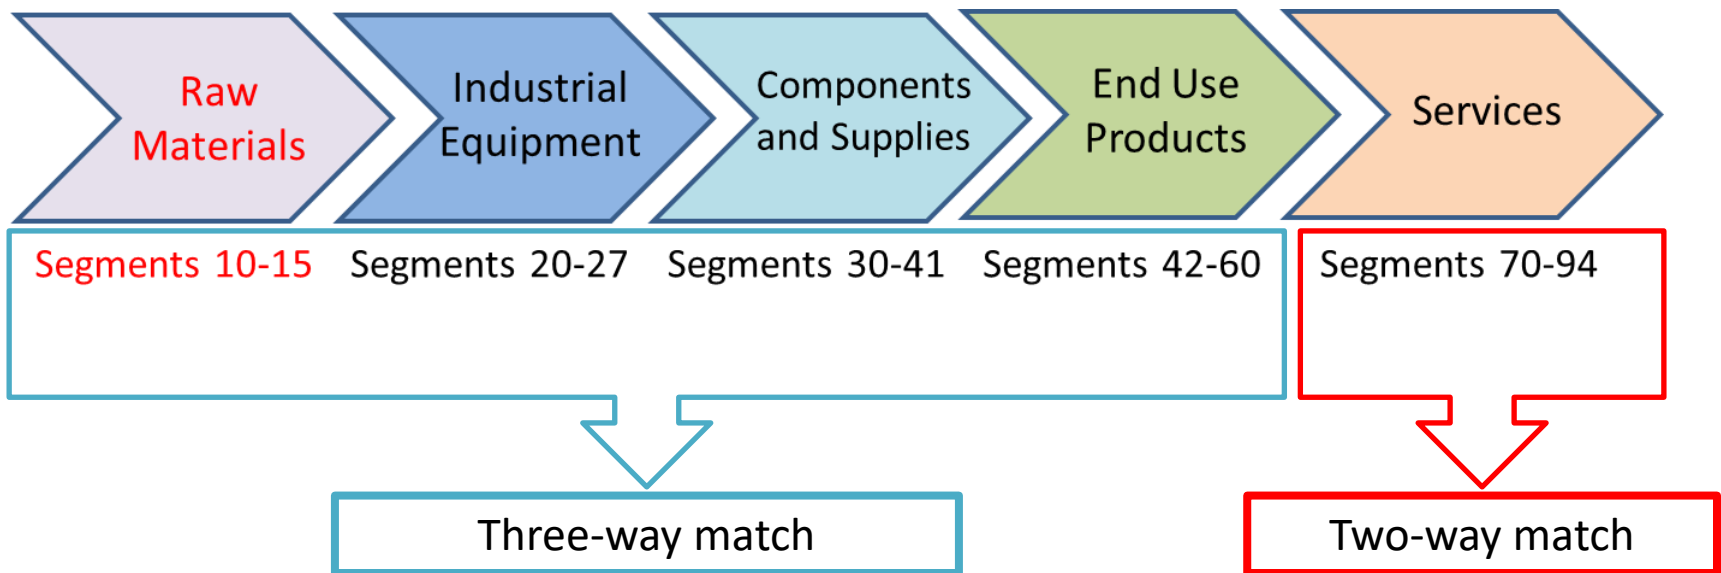 Raw
Materials
Industrial
Equipment
Components
and Supplies
End Use
Products
Services
Segments 10-15
Segments 20-27
Segments 30-41
Segments 42-60
Segments 70-94
Three-way match
Two-way match